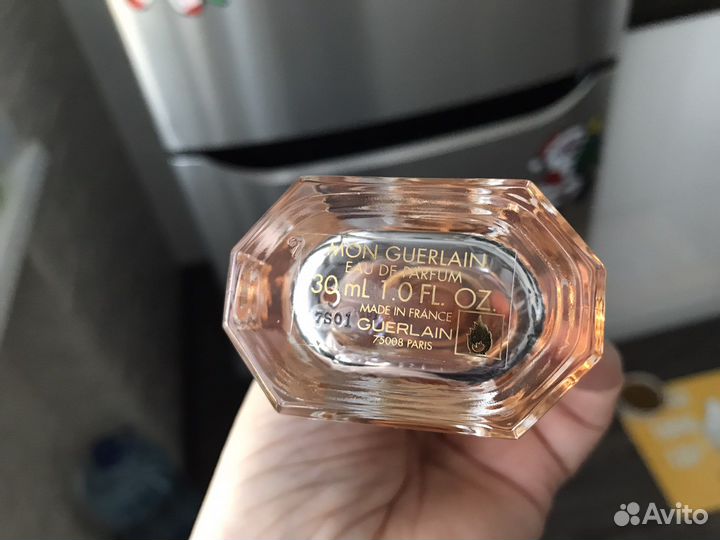 MON GUERLAIN
EAU DE PARFUM
30 mL 1.0 FL. OZ.
MADE IN FRANCE
7S01 GUERLAIN
75008 PARIS
Avito